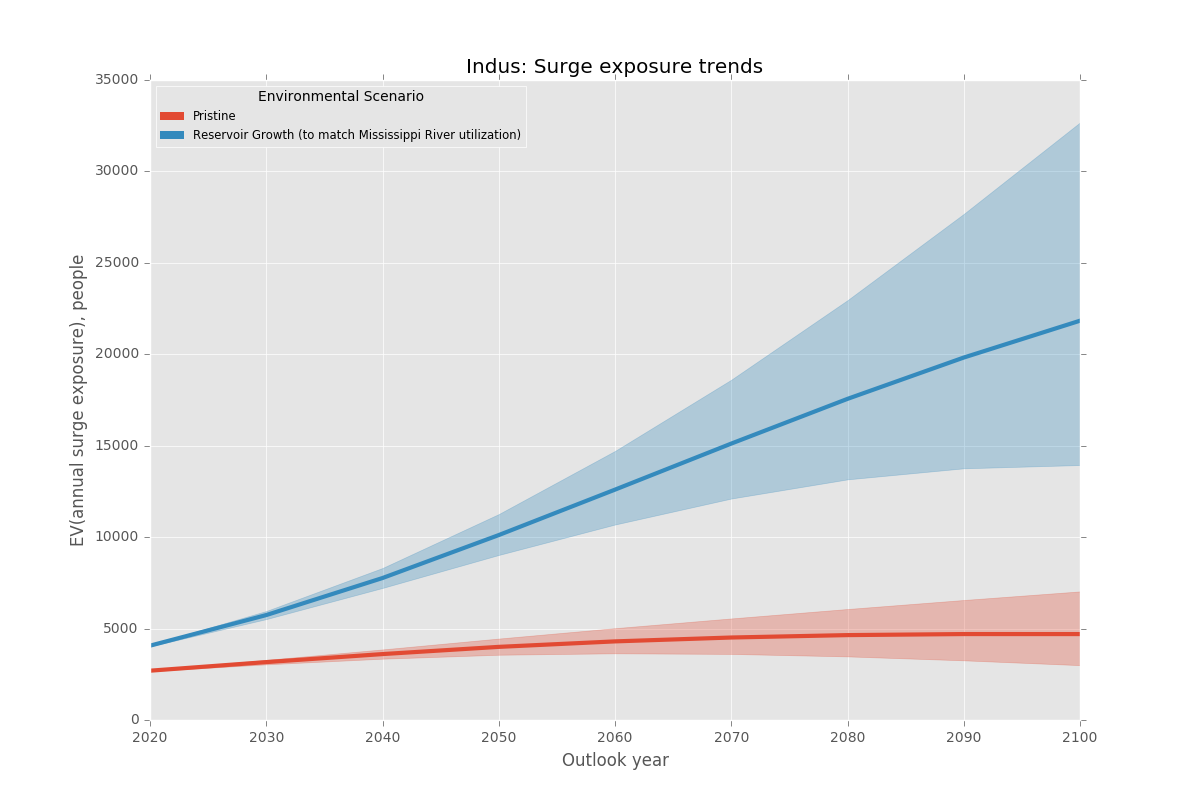 Indus: Surge exposure trends
Environmental Scenario
Pristine
Reservoir Growth (to match Mississippi River utilization)
EV(annual surge exposure), people
35000
30000
25000
20000
15000
10000
5000
0
2020 2030 2040 2050 2060 2070 2080 2090 2100
Outlook year